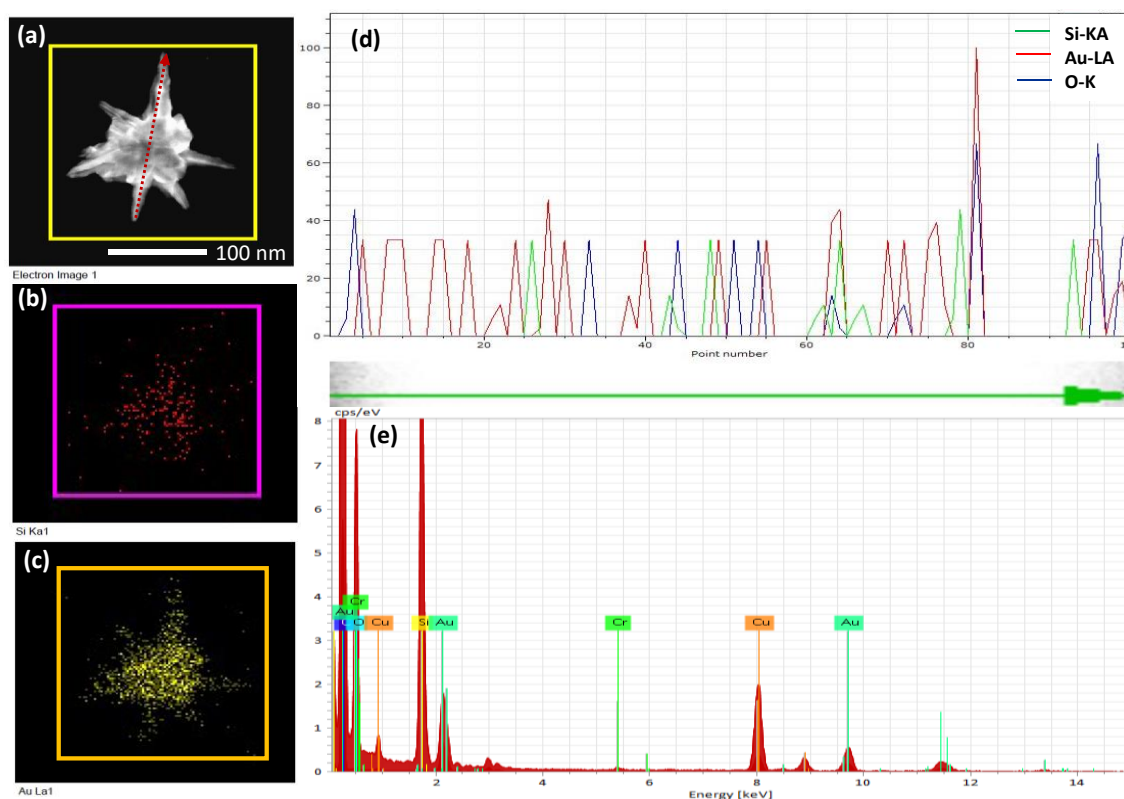 (a)
100 nm
Electron Image 1
(b)
Si Ka1
(c)
Au La1
(d)
Si-KA
Au-LA
O-K
100
80
60
40
20
0
20 40 60 80
Point number
cps/eV
(e)
8
7
6
5
4
3
2
1
0
Au Cr
O Cu Si Au Cr Cu Au
2 4 6 8 10 12 14
Energy [keV]